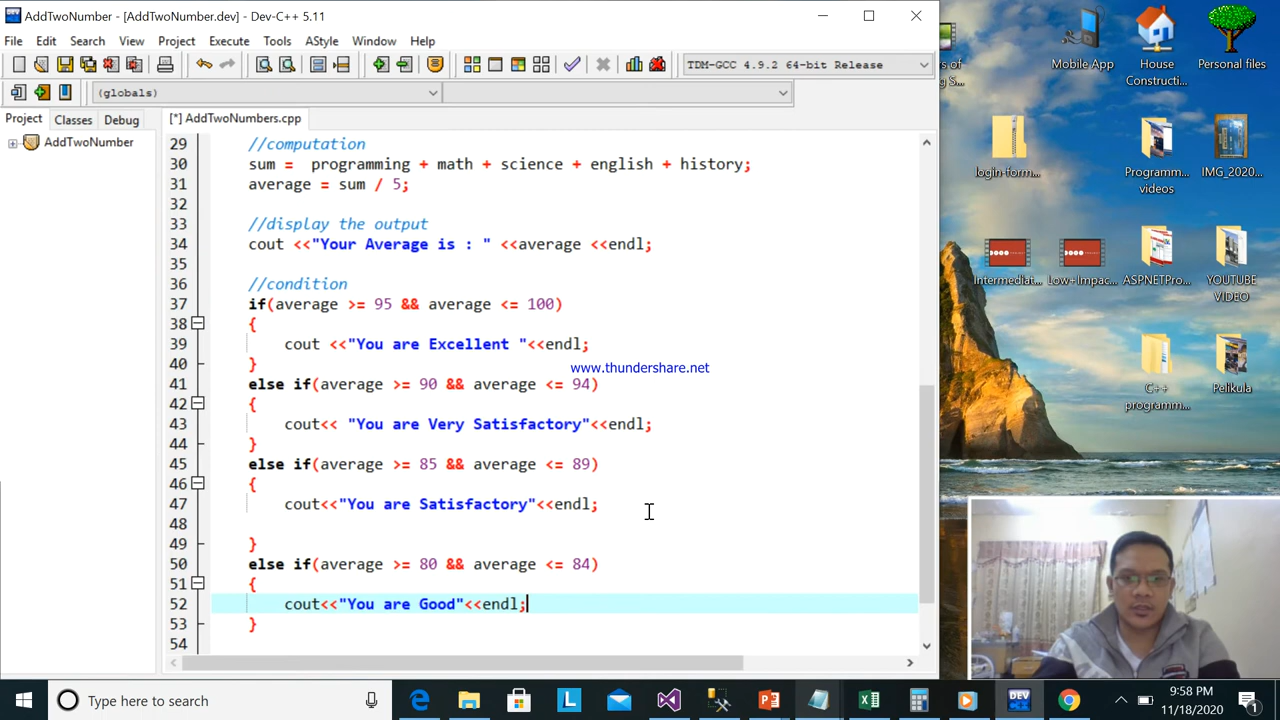 AddTwoNumber - [AddTwoNumber.dev] - Dev-C++ 5.11
File Edit Search View Project Execute Tools AStyle Window Help
TDM-GCC 4.9.2 64-bit Release
(globals)
Project Classes Debug
[*] AddTwoNumbers.cpp
AddTwoNumber
29 //computation
30 sum =  programming + math + science + english + history;
31 average = sum / 5;
32
33 //display the output
34 cout <<"Your Average is : " <<average <<endl;
35
36 //condition
37 if(average >= 95 && average <= 100)
38 {
39 cout <<"You are Excellent "<<endl;
40 }
www.thundershare.net
41 else if(average >= 90 && average <= 94)
42 {
43 cout<< "You are Very Satisfactory"<<endl;
44 }
45 else if(average >= 85 && average <= 89)
46 {
47 cout<<"You are Satisfactory"<<endl;
48
49 }
50 else if(average >= 80 && average <= 84)
51 {
52 cout<<"You are Good"<<endl;
53 }
54
Mobile App
House
Constructi...
Personal files
login-form...
Programm...
videos
IMG_2020...
Intermediat...
Low+Impac...
ASPNETPro...
YOUTUBE
VIDEO
C++
programm...
Pelikula
Type here to search
9:58 PM
11/18/2020